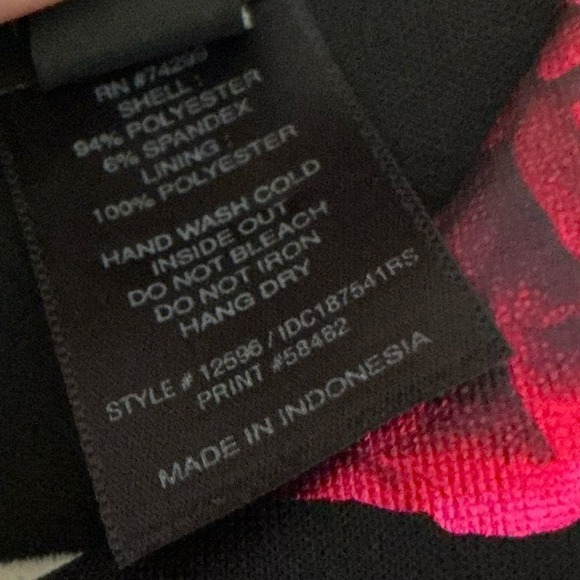 RN #74299
SHELL :
94% POLYESTER
6% SPANDEX
LINING :
100% POLYESTER
HAND WASH COLD
INSIDE OUT
DO NOT BLEACH
DO NOT IRON
HANG DRY
STYLE # 12596 / IDC187541RS
PRINT #58482
MADE IN INDONESIA